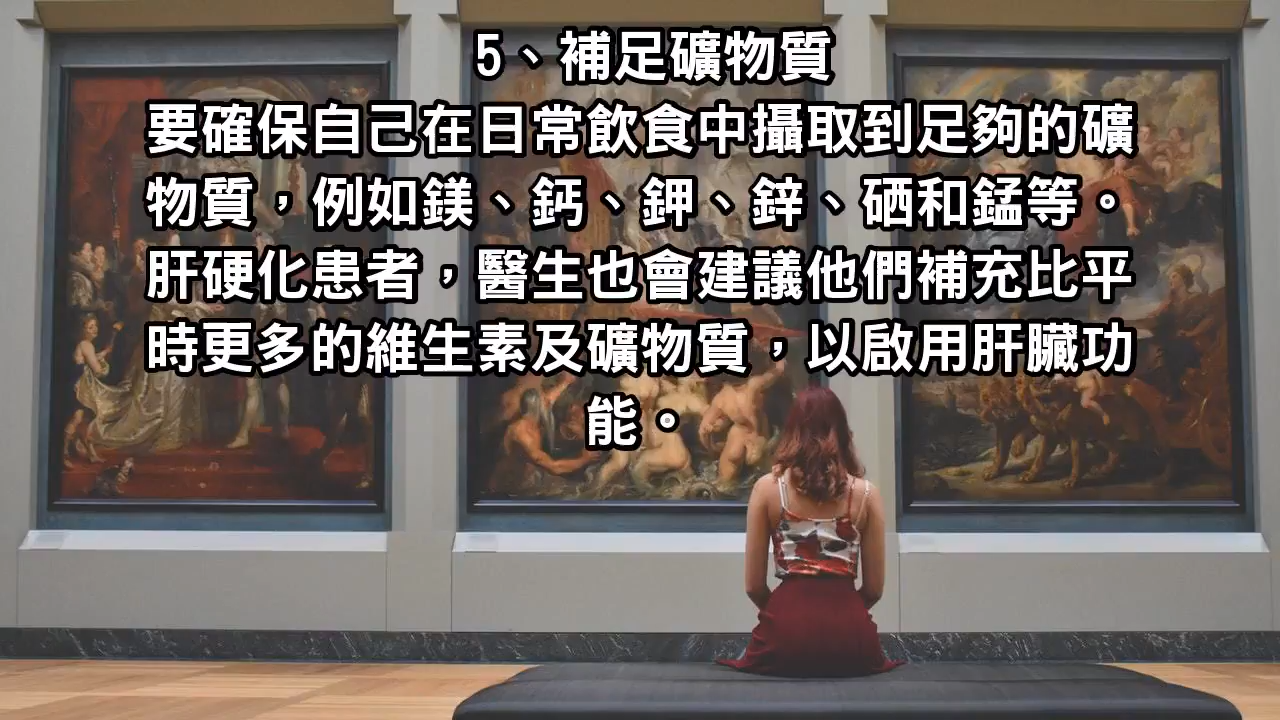 5、補足礦物質
要確保自己在日常飲食中攝取到足夠的礦
物質，例如鎂、鈣、鉀、鋅、硒和錳等。
肝硬化患者，醫生也會建議他們補充比平
時更多的維生素及礦物質，以啟用肝臟功
能。